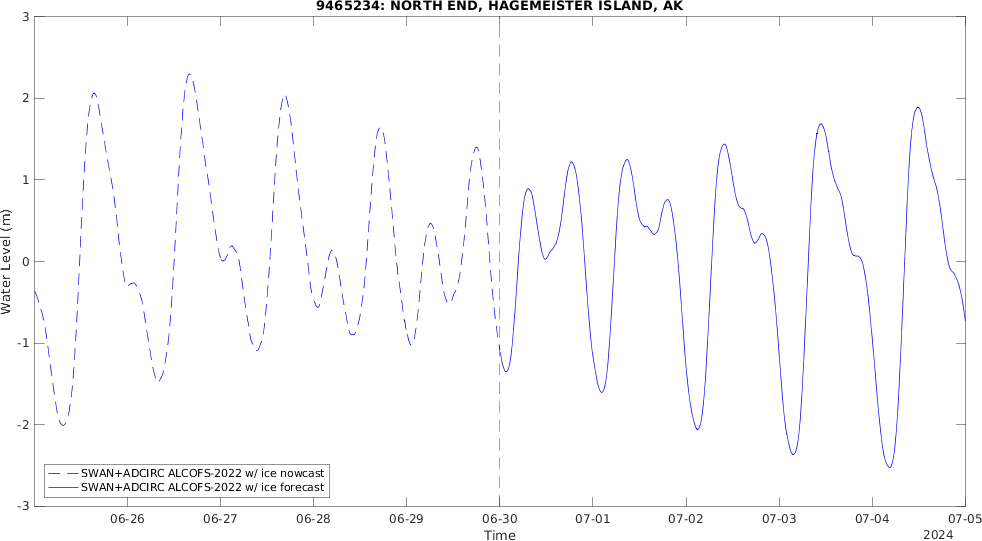 9465234: NORTH END, HAGEMEISTER ISLAND, AK
3
2
1
0
-1
-2
-3
Water Level (m)
SWAN+ADCIRC ALCOFS-2022 w/ ice nowcast
SWAN+ADCIRC ALCOFS-2022 w/ ice forecast
06-26 06-27 06-28 06-29 06-30 07-01 07-02 07-03 07-04 07-05
Time
2024